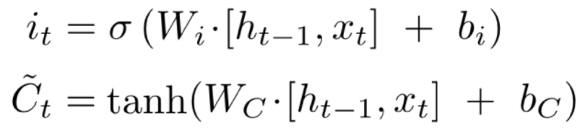 i_t = σ (W_i·[h_{t−1}, x_t] + b_i)
C̃_t = tanh(W_C·[h_{t−1}, x_t] + b_C)